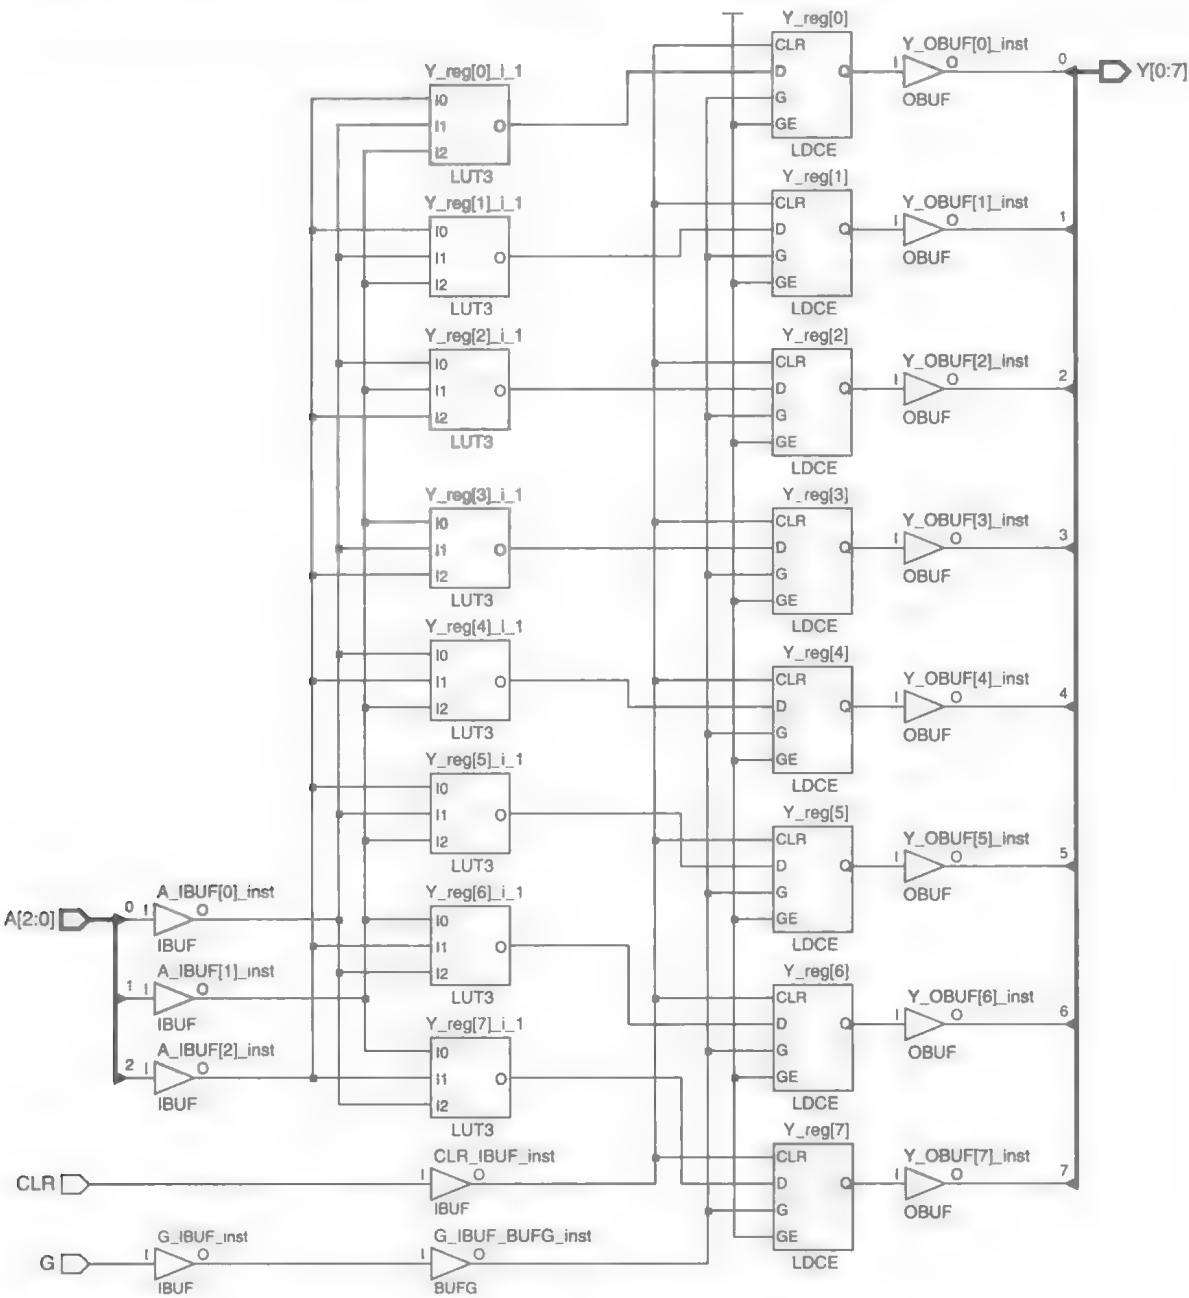 Y_reg[0]
CLR
D
G
GE
Q
LDCE
Y_OBUF[0]_inst
I
O
OBUF
0
Y[0:7]
Y_reg[0]_i_1
I0
I1
I2
O
LUT3
Y_reg[1]
CLR
D
G
GE
Q
LDCE
Y_OBUF[1]_inst
I
O
OBUF
1
Y_reg[1]_i_1
I0
I1
I2
O
LUT3
Y_reg[2]
CLR
D
G
GE
Q
LDCE
Y_OBUF[2]_inst
I
O
OBUF
2
Y_reg[2]_i_1
I0
I1
I2
O
LUT3
Y_reg[3]
CLR
D
G
GE
Q
LDCE
Y_OBUF[3]_inst
I
O
OBUF
3
Y_reg[3]_i_1
I0
I1
I2
O
LUT3
Y_reg[4]
CLR
D
G
GE
Q
LDCE
Y_OBUF[4]_inst
I
O
OBUF
4
Y_reg[4]_i_1
I0
I1
I2
O
LUT3
Y_reg[5]
CLR
D
G
GE
Q
LDCE
Y_OBUF[5]_inst
I
O
OBUF
5
Y_reg[5]_i_1
I0
I1
I2
O
LUT3
A[2:0]
0
A_IBUF[0]_inst
I
O
IBUF
1
A_IBUF[1]_inst
I
O
IBUF
2
A_IBUF[2]_inst
I
O
IBUF
Y_reg[6]_i_1
I0
I1
I2
O
LUT3
Y_reg[6]
CLR
D
G
GE
Q
LDCE
Y_OBUF[6]_inst
I
O
OBUF
6
Y_reg[7]_i_1
I0
I1
I2
O
LUT3
Y_reg[7]
CLR
D
G
GE
Q
LDCE
Y_OBUF[7]_inst
I
O
OBUF
7
CLR
CLR_IBUF_inst
I
O
IBUF
G
G_IBUF_inst
I
O
IBUF
G_IBUF_BUFG_inst
I
O
BUFG